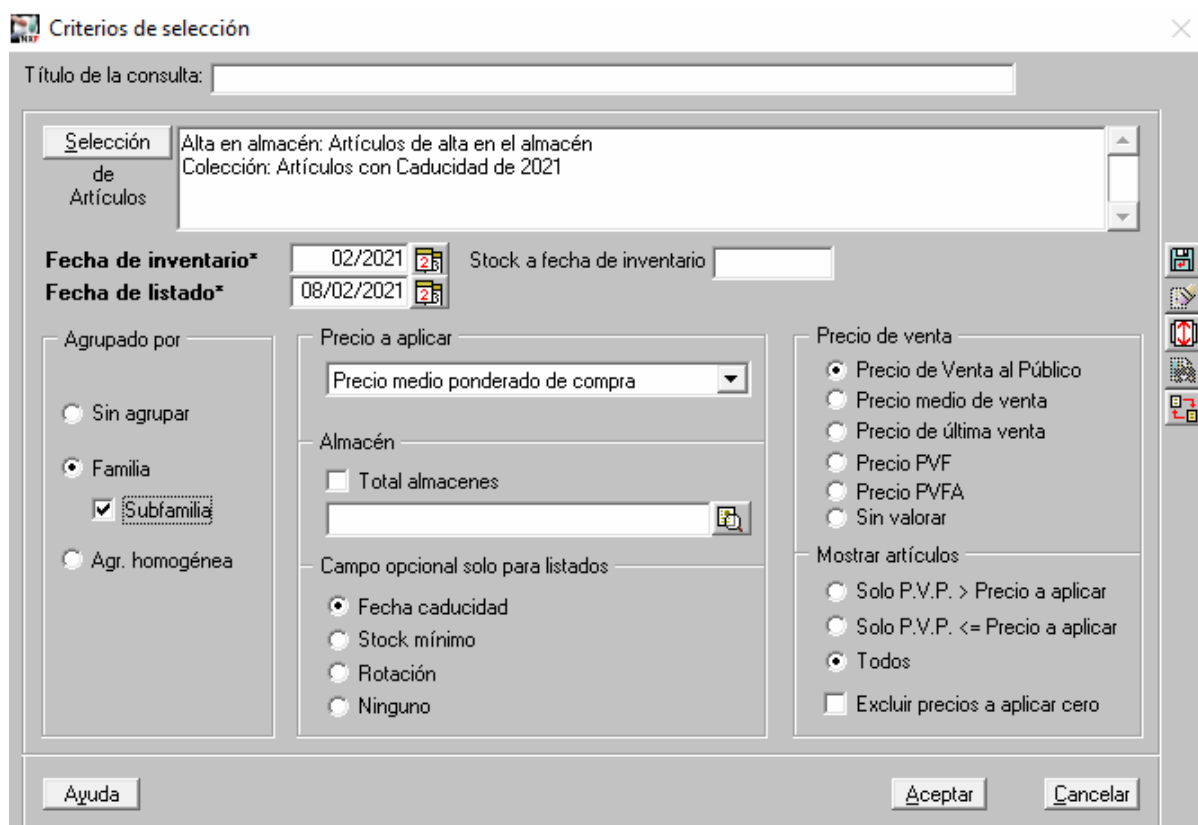 Criterios de selección
Título de la consulta:
Selección
de
Artículos
Alta en almacén: Artículos de alta en el almacén
Colección: Artículos con Caducidad de 2021
Fecha de inventario* 02/2021 Stock a fecha de inventario
Fecha de listado* 08/02/2021
Agrupado por
Sin agrupar
Familia
Subfamilia
Agr. homogénea
Precio a aplicar
Precio medio ponderado de compra
Almacén
Total almacenes
Campo opcional solo para listados
Fecha caducidad
Stock mínimo
Rotación
Ninguno
Precio de venta
Precio de Venta al Público
Precio medio de venta
Precio de última venta
Precio PVF
Precio PVFA
Sin valorar
Mostrar artículos
Solo P.V.P. > Precio a aplicar
Solo P.V.P. <= Precio a aplicar
Todos
Excluir precios a aplicar cero
Ayuda Aceptar Cancelar